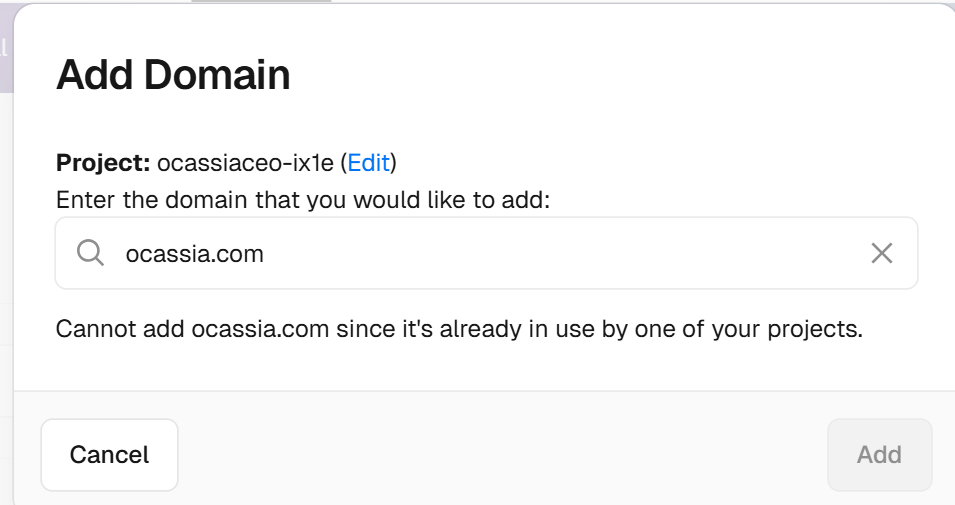 Add Domain
Project: ocassiaceo-ix1e (Edit)
Enter the domain that you would like to add:
ocassia.com
Cannot add ocassia.com since it's already in use by one of your projects.
Cancel
Add